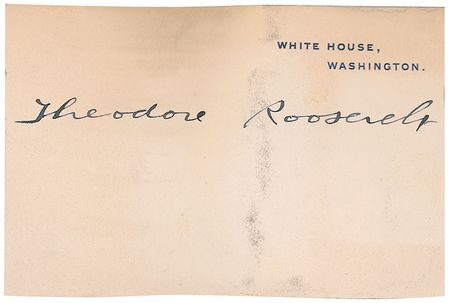 WHITE HOUSE,
WASHINGTON.
Theodore Roosevelt